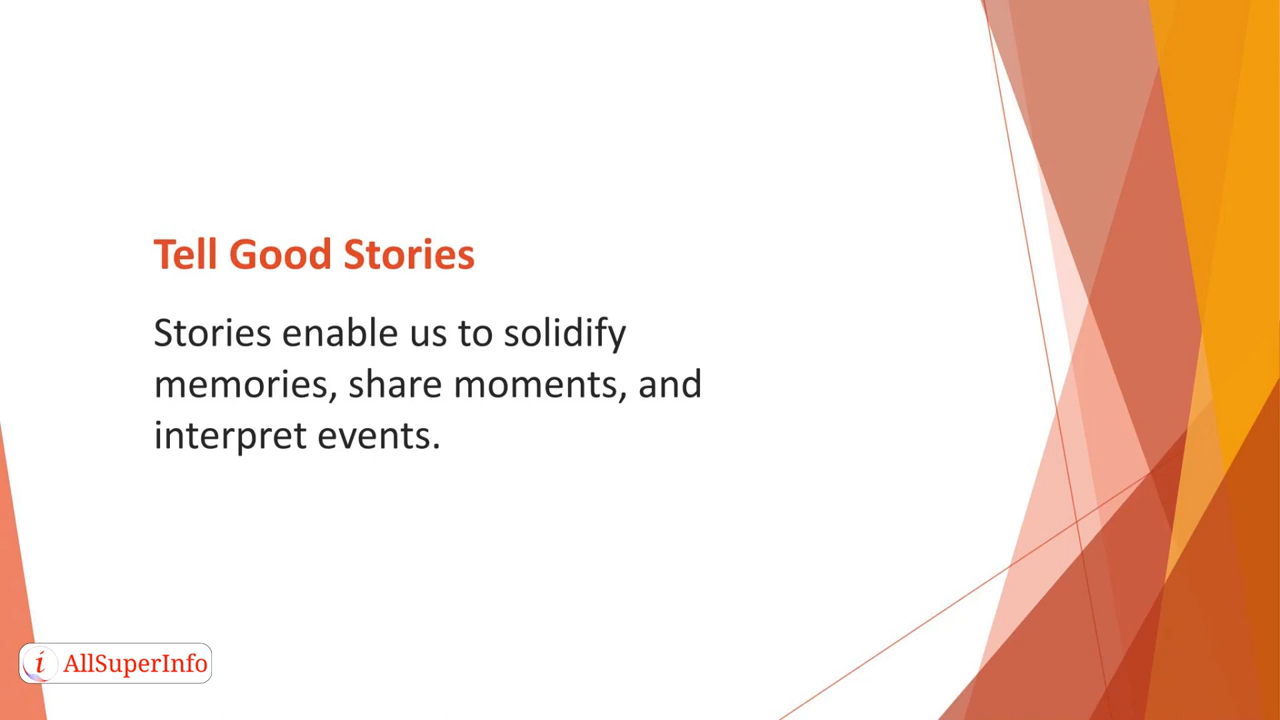 Tell Good Stories
Stories enable us to solidify
memories, share moments, and
interpret events.
i AllSuperInfo